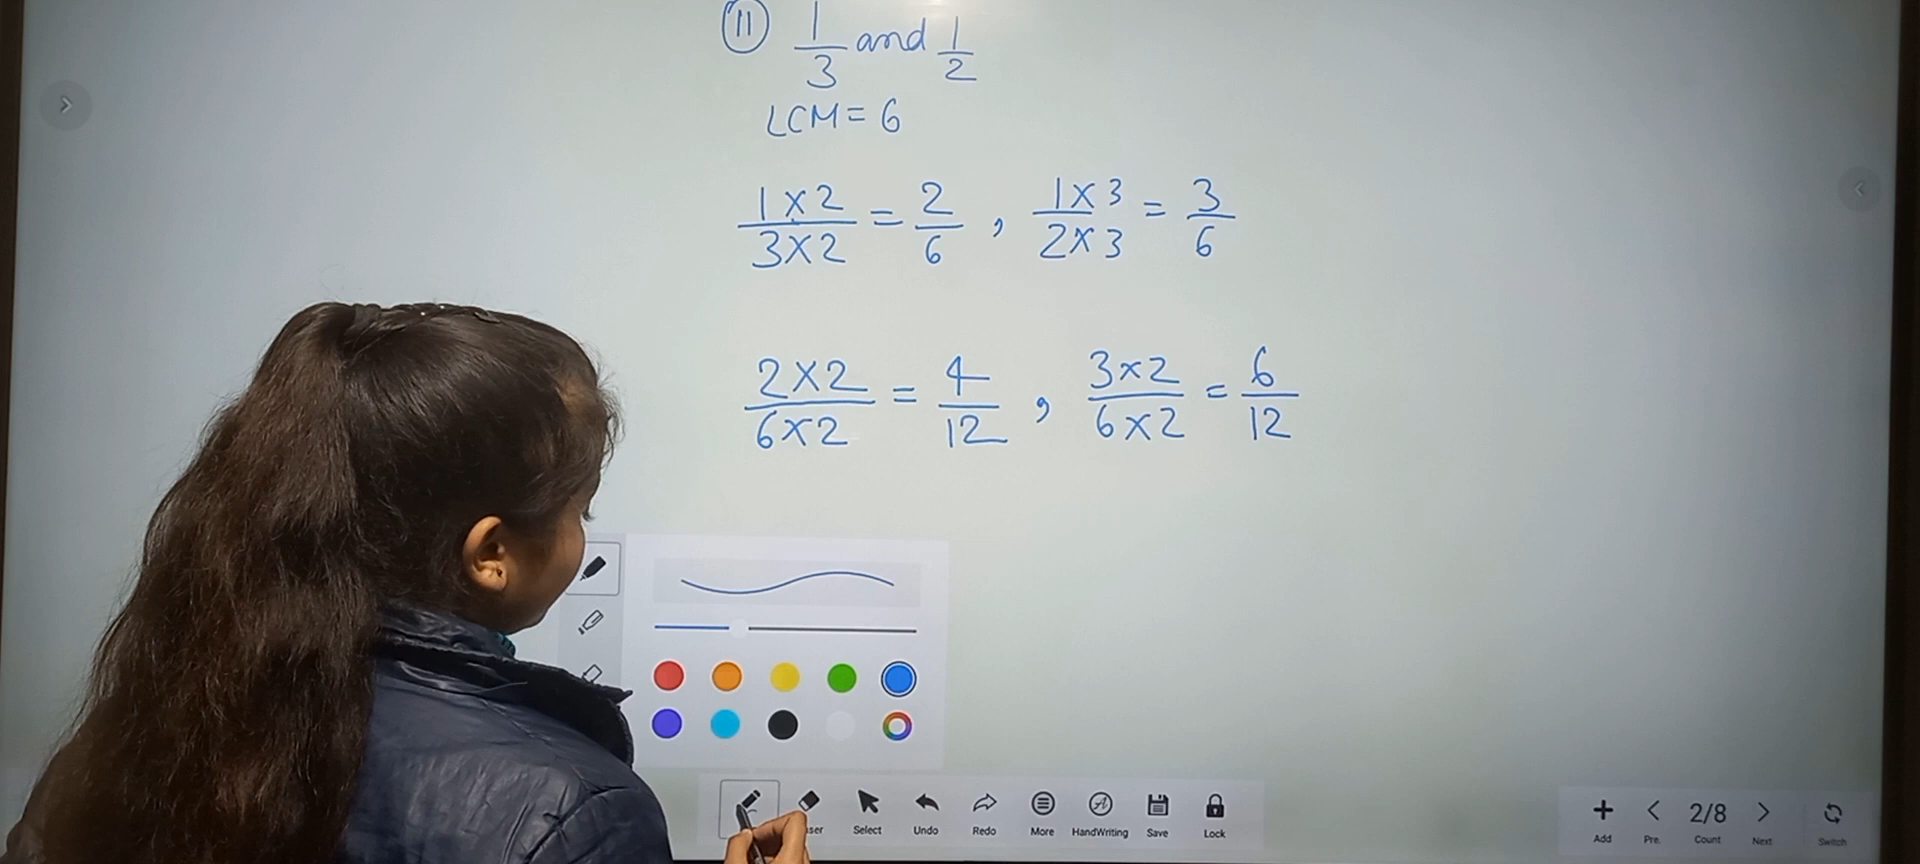 (11) 1/3 and 1/2
LCM = 6
1×2/3×2 = 2/6 , 1×3/2×3 = 3/6
2×2/6×2 = 4/12 , 3×2/6×2 = 6/12
Select Undo Redo More HandWriting Save Lock
2/8
Add Pre. Count Next Switch